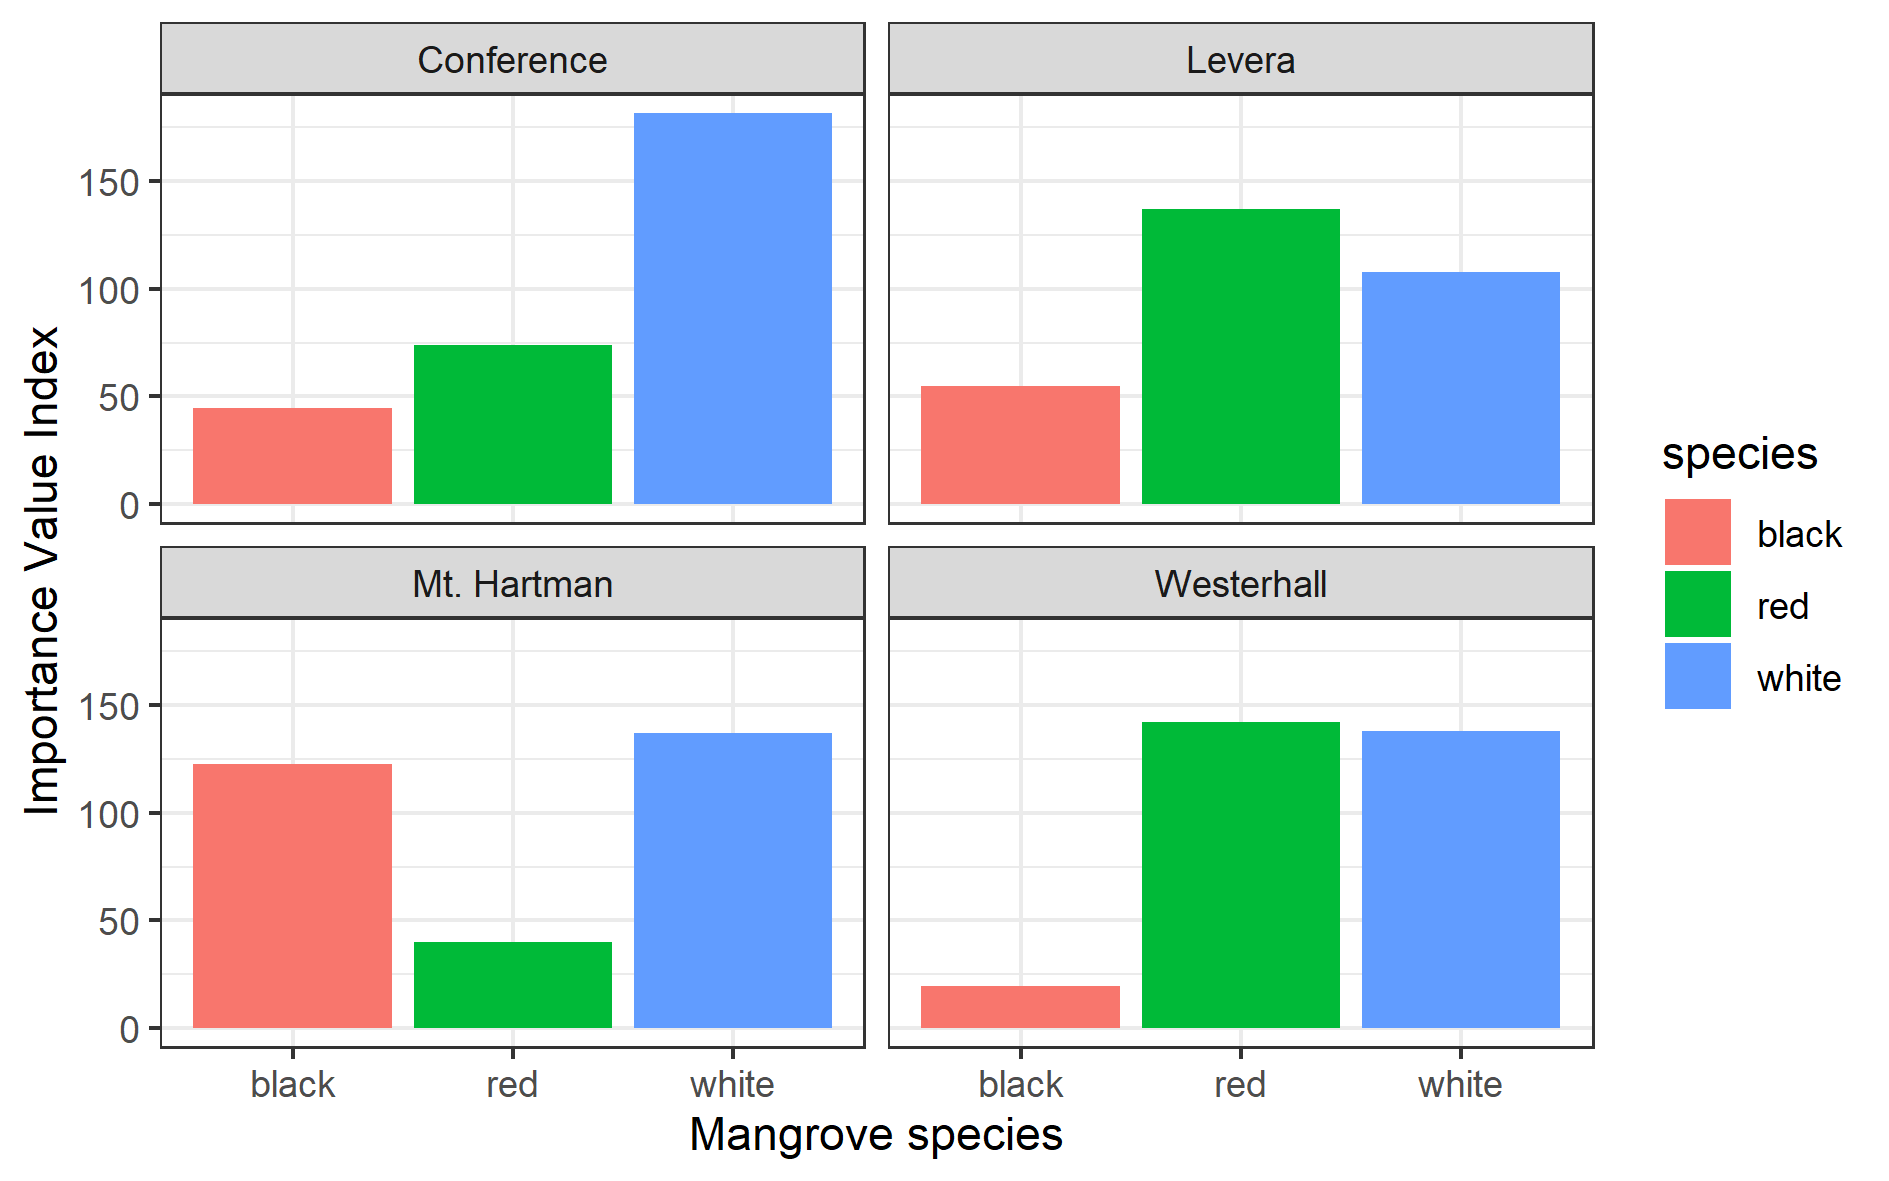 Conference
Levera
150
100
50
0
Mt. Hartman
Westerhall
150
100
50
0
black
red
white
black
red
white
Mangrove species
Importance Value Index
species
black
red
white